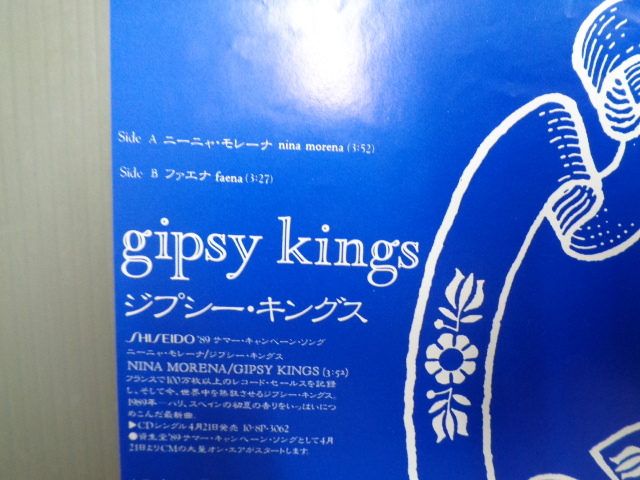 Side A ニーニャ・モレーナ nina morena (3:52)
Side B ファエナ faena (3:27)
gipsy kings
ジプシー・キングス
SHISEIDO '89 サマー・キャンペーン・ソング
ニーニャ・モレーナ/ジプシー・キングス
NINA MORENA/GIPSY KINGS (3:52)
フランスで100万枚以上のレコード・セールスを記録
し、そして今、世界中を熱狂させるジプシー・キングス。
1989年―パリ、スペインの初夏の香りをいっぱいにつ
めこんだ最新曲。
▶CDシングル4月21日発売 10・8P-3062
●資生堂'89サマー・キャンペーン・ソングとして4月
21日よりCMの大量オン・エアがスタートします。